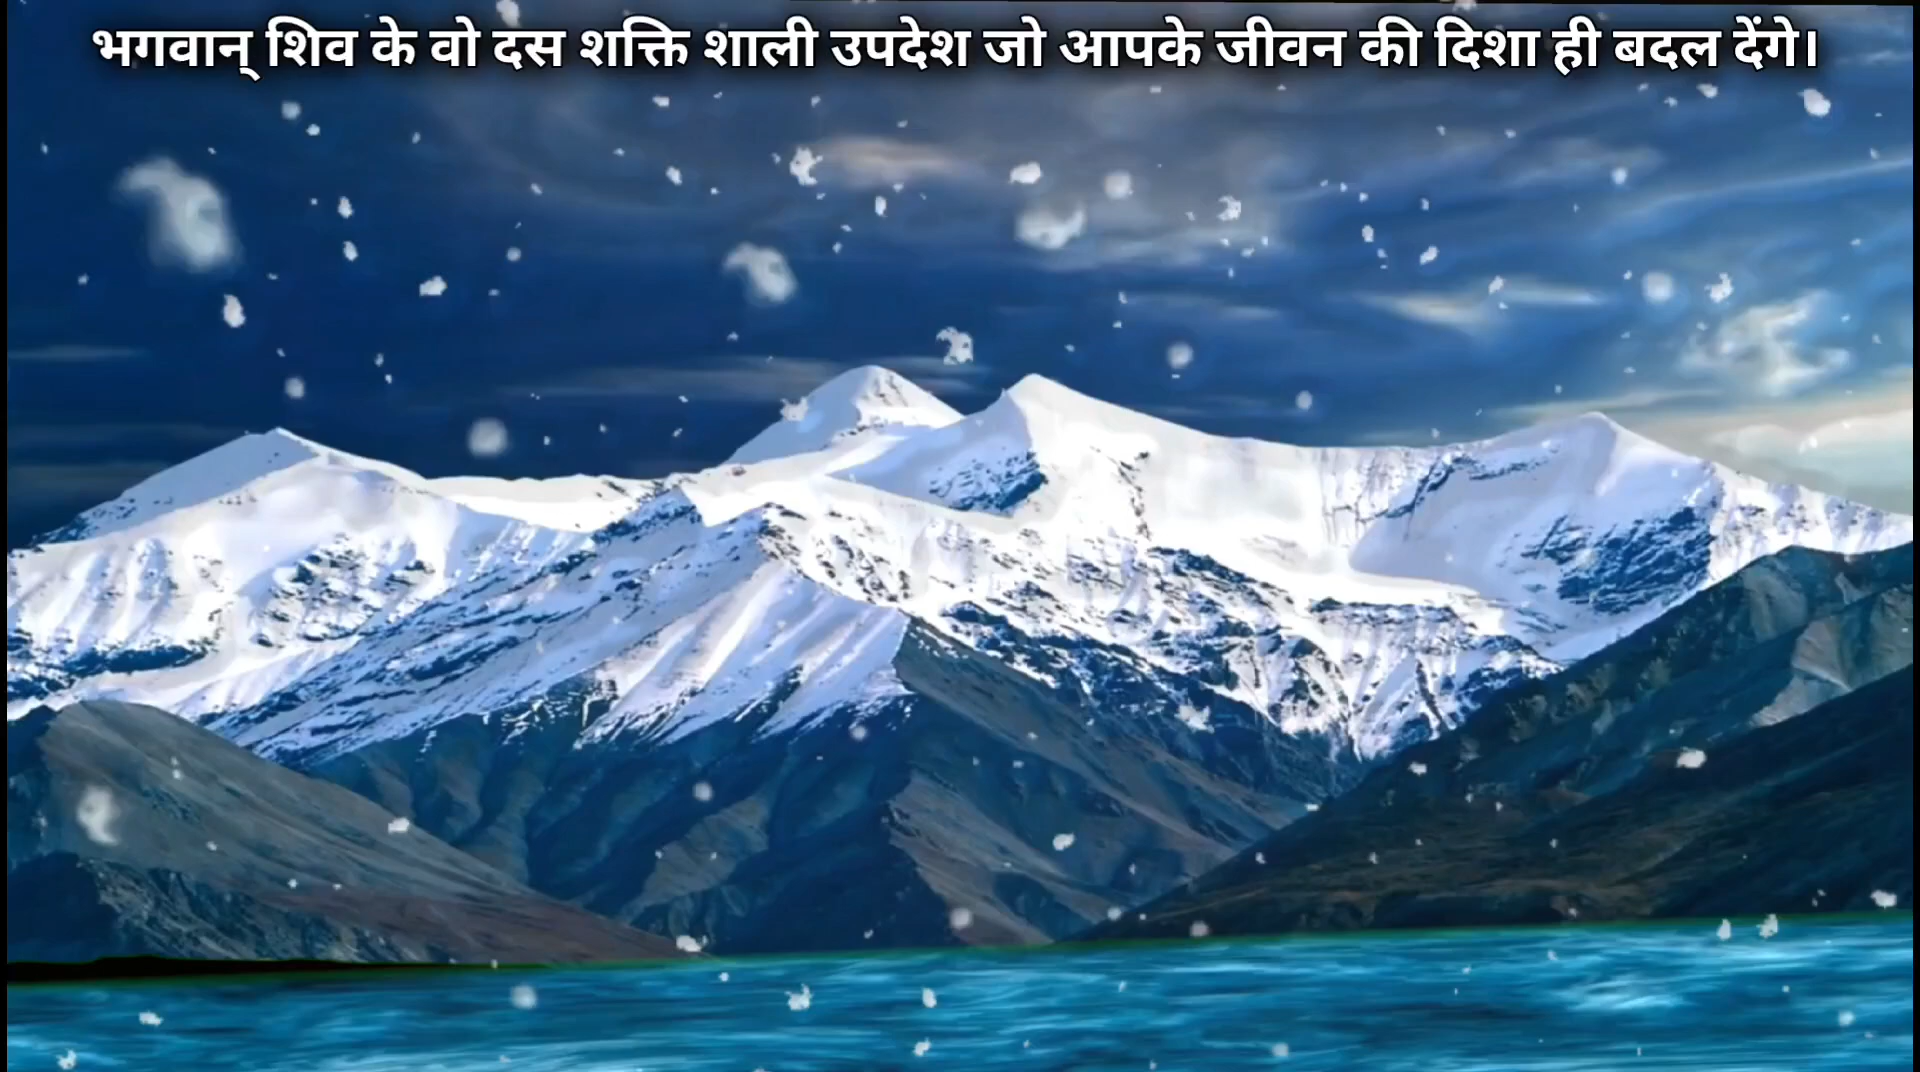 भगवान् शिव के वो दस शक्ति शाली उपदेश जो आपके जीवन की दिशा ही बदल देंगे।